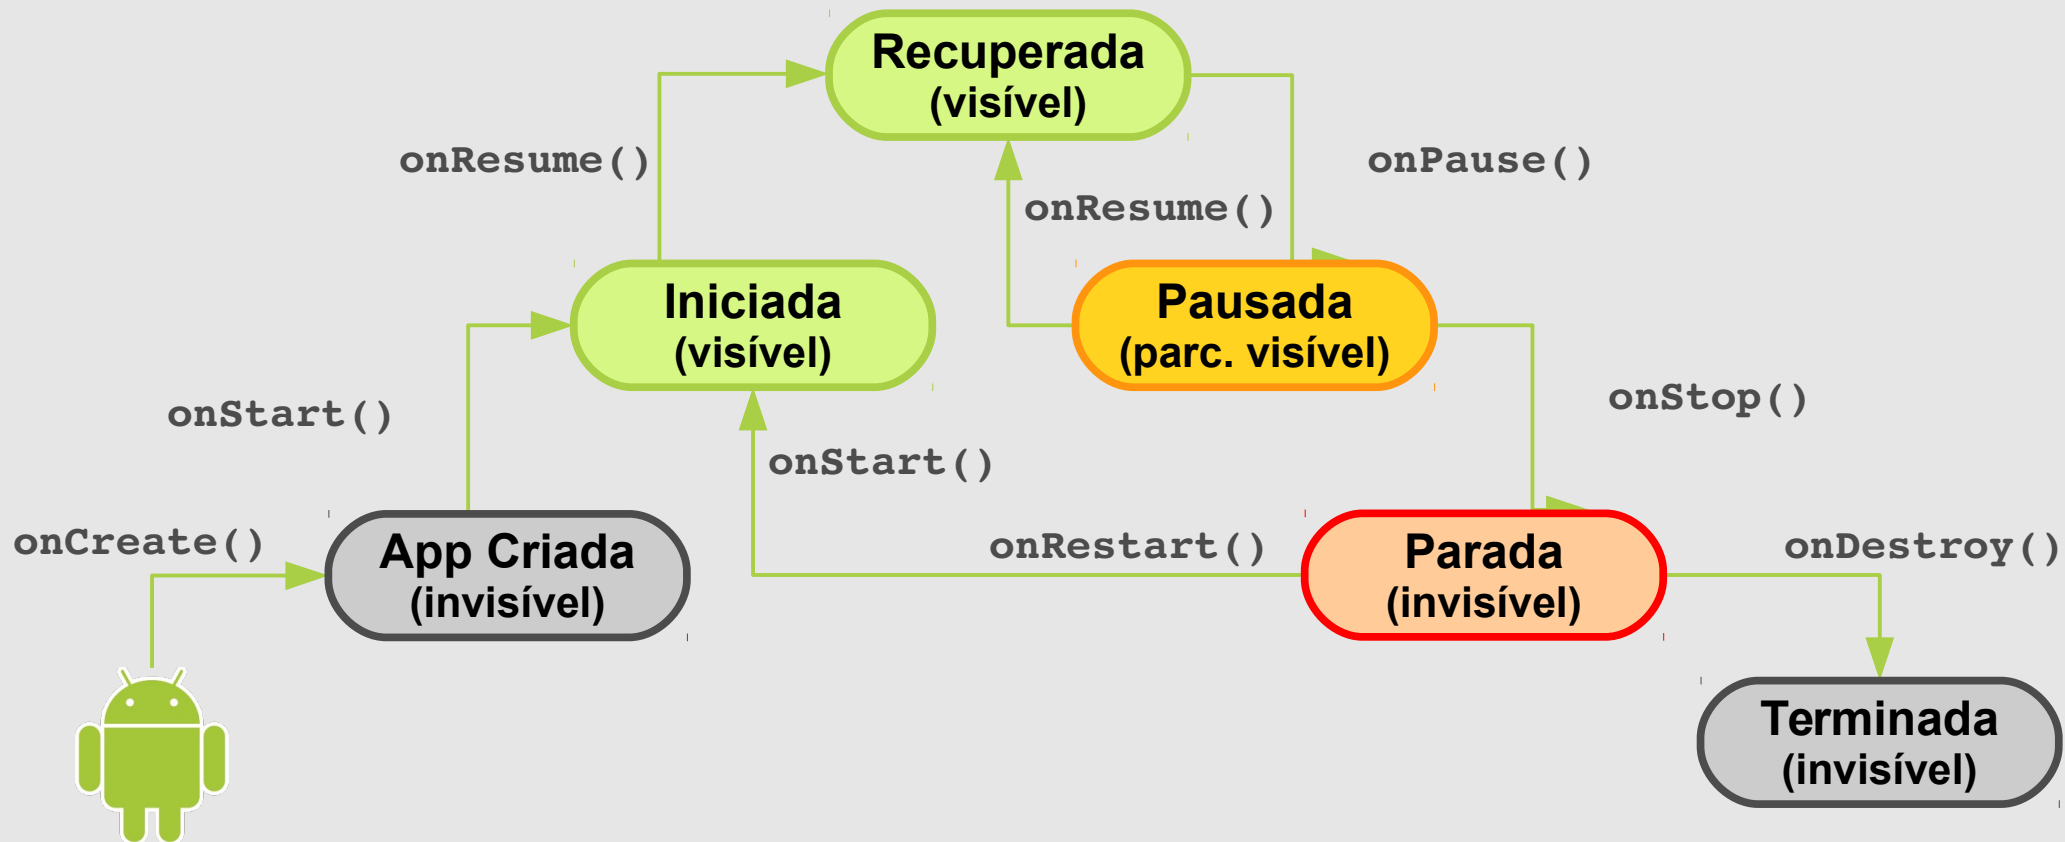 Recuperada
(visível)
onResume()
onPause()
onResume()
Iniciada
(visível)
Pausada
(parc. visível)
onStart()
onStop()
onStart()
onCreate()
App Criada
(invisível)
onRestart()
Parada
(invisível)
onDestroy()
Terminada
(invisível)